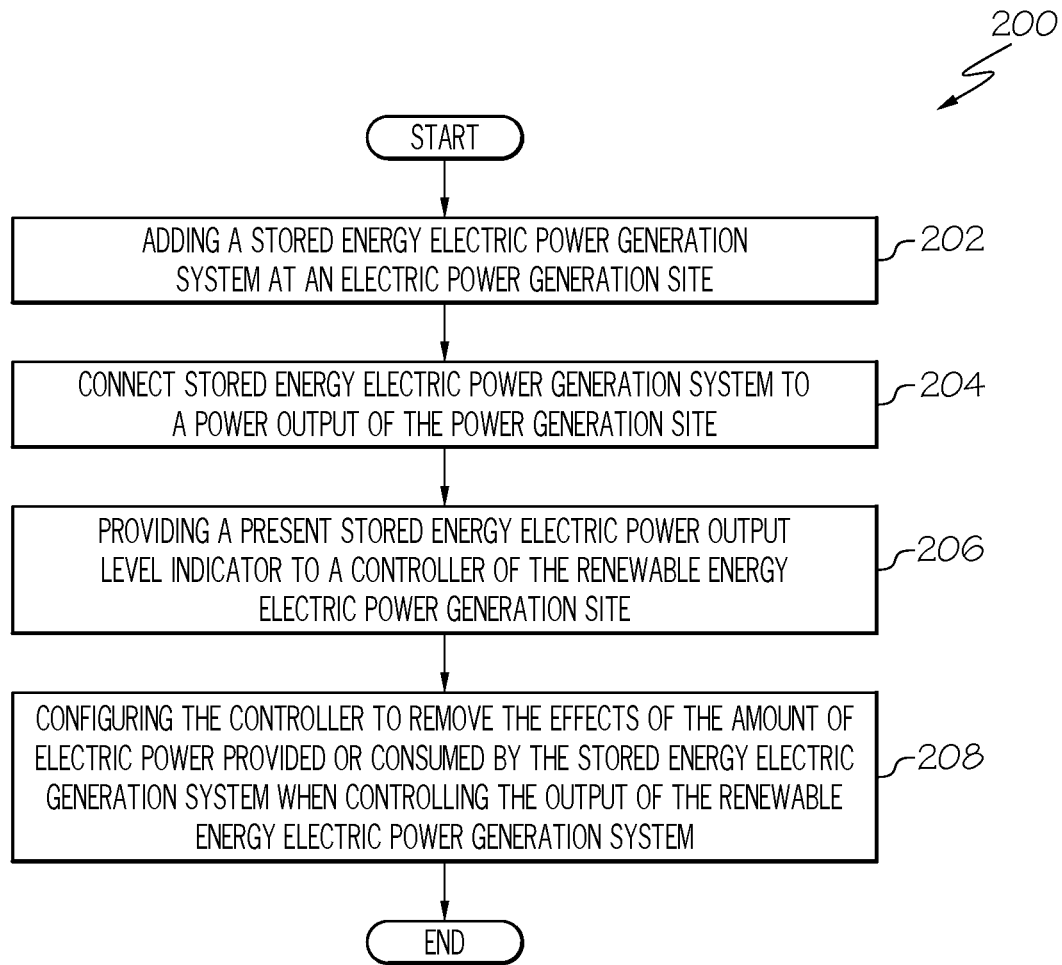 200
START
ADDING A STORED ENERGY ELECTRIC POWER GENERATION
SYSTEM AT AN ELECTRIC POWER GENERATION SITE
202
CONNECT STORED ENERGY ELECTRIC POWER GENERATION SYSTEM TO
A POWER OUTPUT OF THE POWER GENERATION SITE
204
PROVIDING A PRESENT STORED ENERGY ELECTRIC POWER OUTPUT
LEVEL INDICATOR TO A CONTROLLER OF THE RENEWABLE ENERGY
ELECTRIC POWER GENERATION SITE
206
CONFIGURING THE CONTROLLER TO REMOVE THE EFFECTS OF THE AMOUNT OF
ELECTRIC POWER PROVIDED OR CONSUMED BY THE STORED ENERGY ELECTRIC
GENERATION SYSTEM WHEN CONTROLLING THE OUTPUT OF THE RENEWABLE
ENERGY ELECTRIC POWER GENERATION SYSTEM
208
END